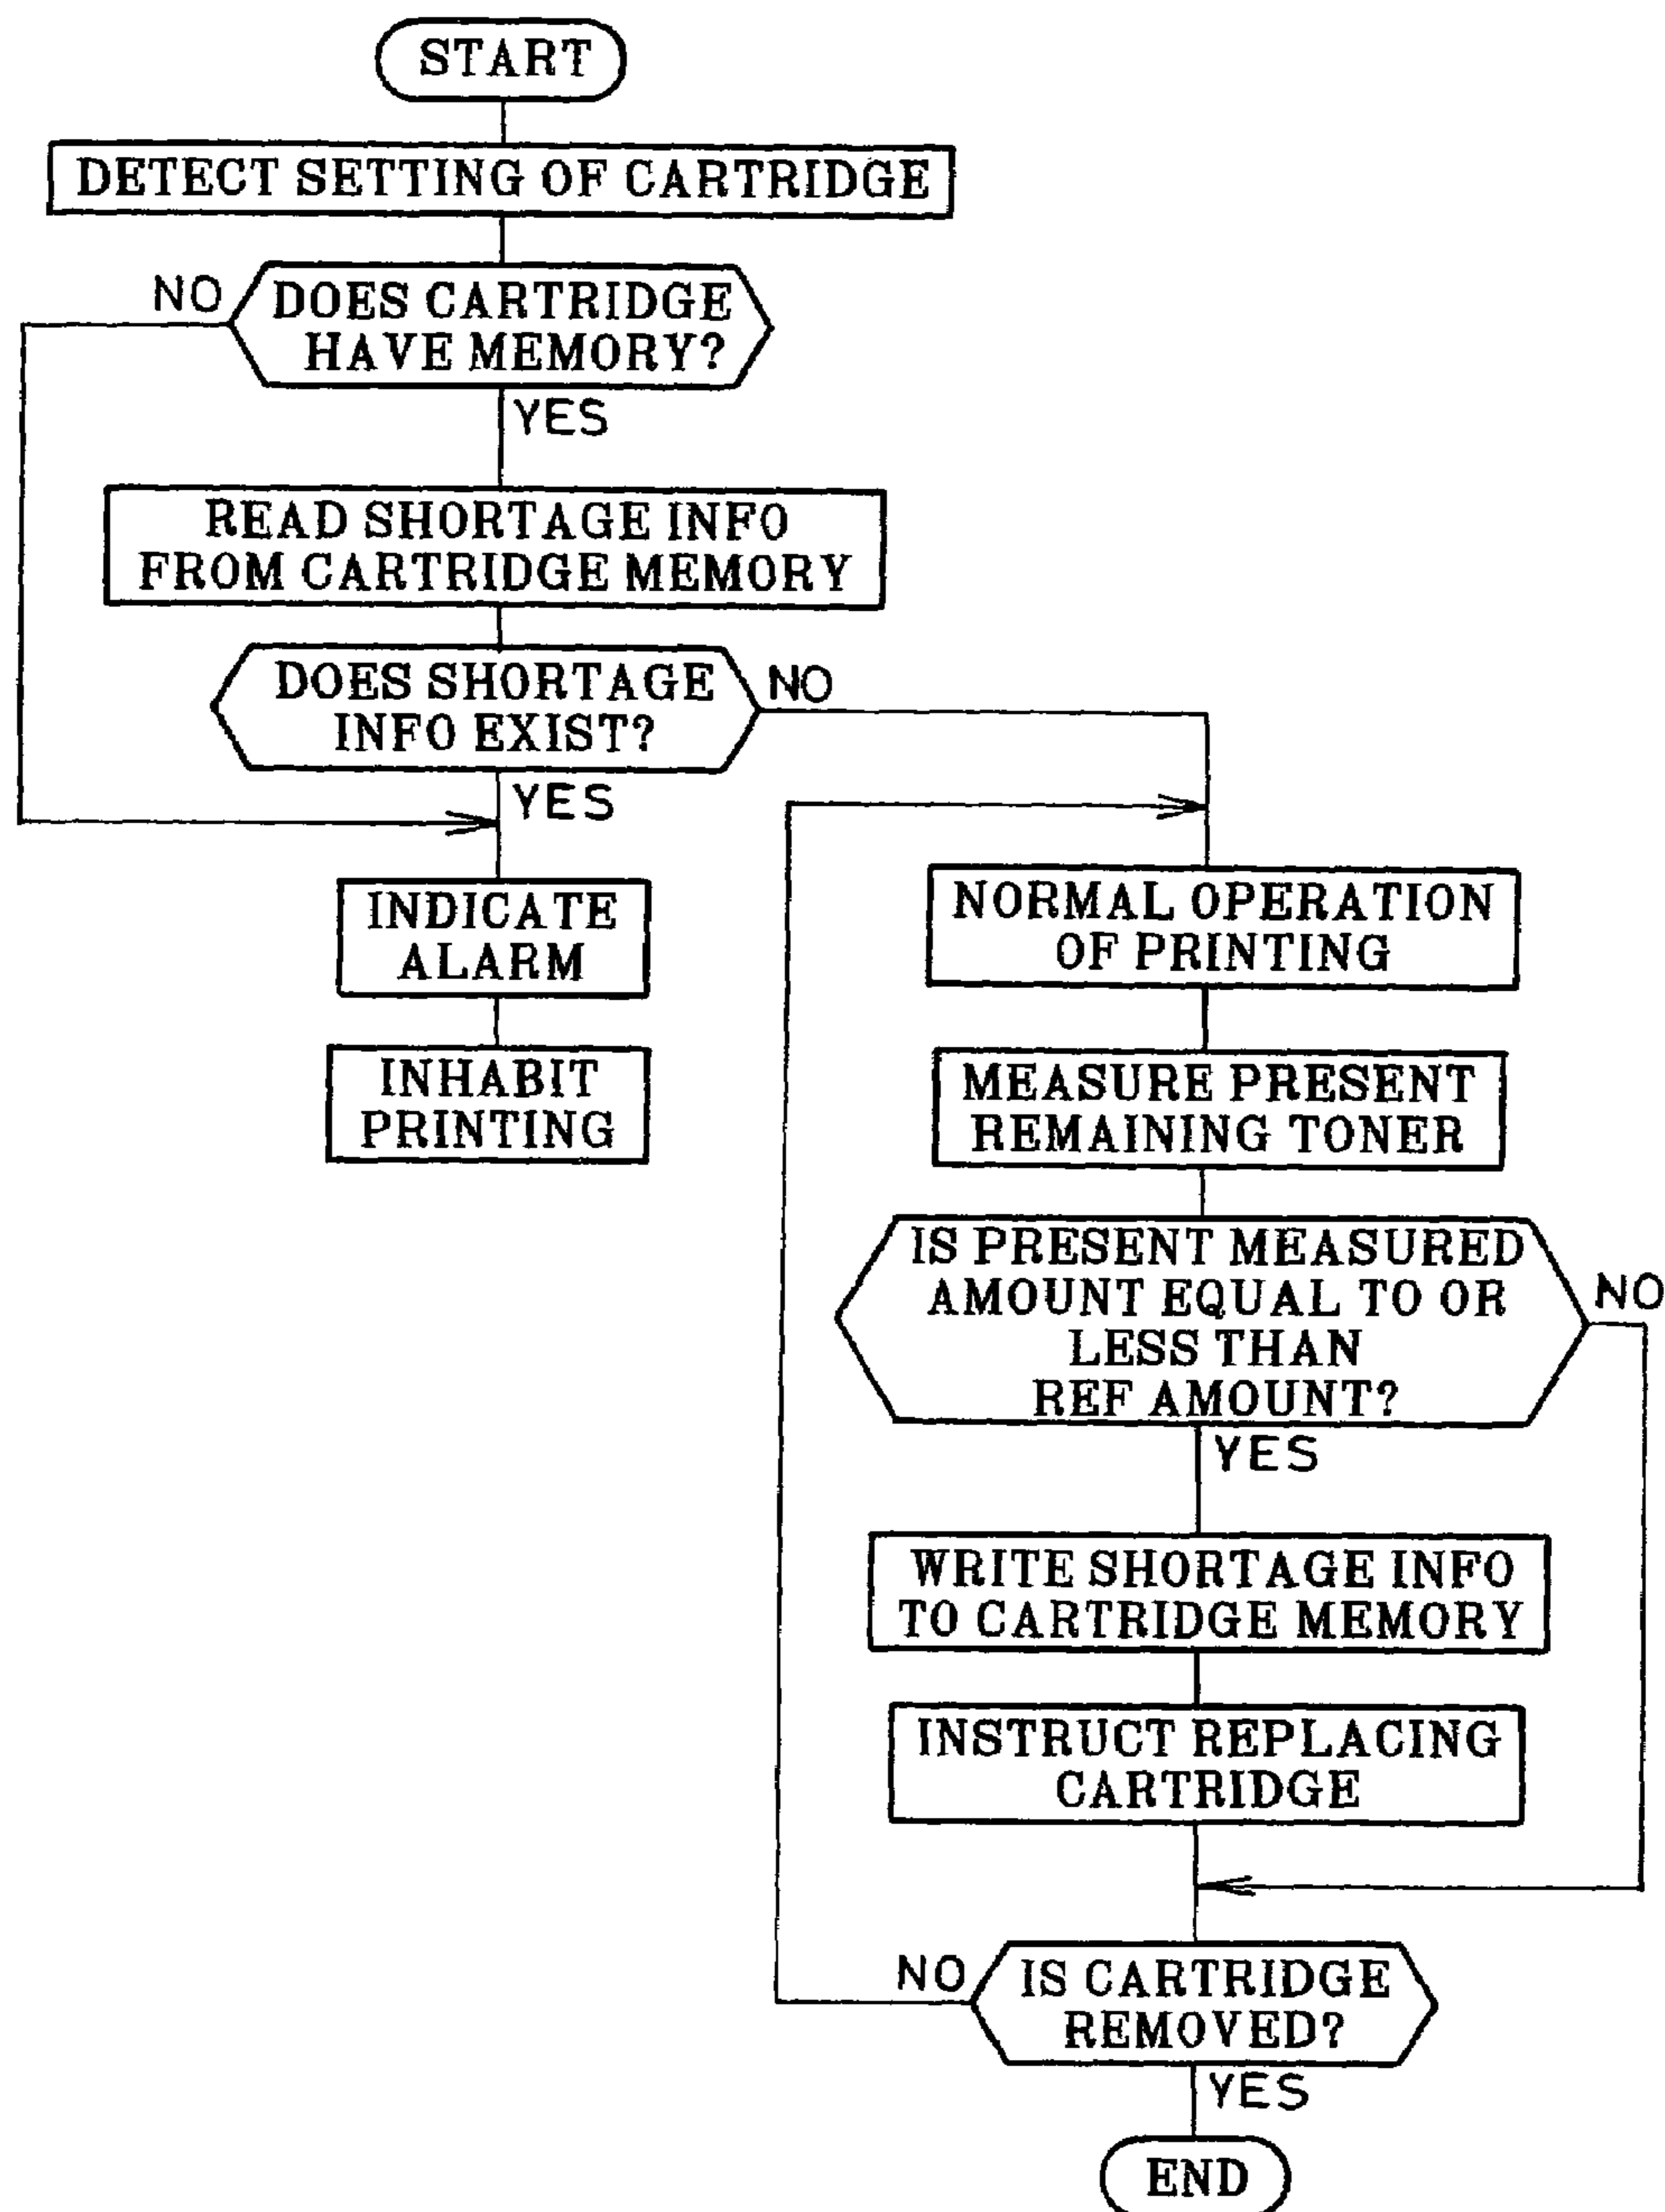 START
DETECT SETTING OF CARTRIDGE
NO
DOES CARTRIDGE
HAVE MEMORY?
YES
READ SHORTAGE INFO
FROM CARTRIDGE MEMORY
DOES SHORTAGE
INFO EXIST?
NO
YES
INDICATE
ALARM
INHABIT
PRINTING
NORMAL OPERATION
OF PRINTING
MEASURE PRESENT
REMAINING TONER
IS PRESENT MEASURED
AMOUNT EQUAL TO OR
LESS THAN
REF AMOUNT?
NO
YES
WRITE SHORTAGE INFO
TO CARTRIDGE MEMORY
INSTRUCT REPLACING
CARTRIDGE
NO
IS CARTRIDGE
REMOVED?
YES
END